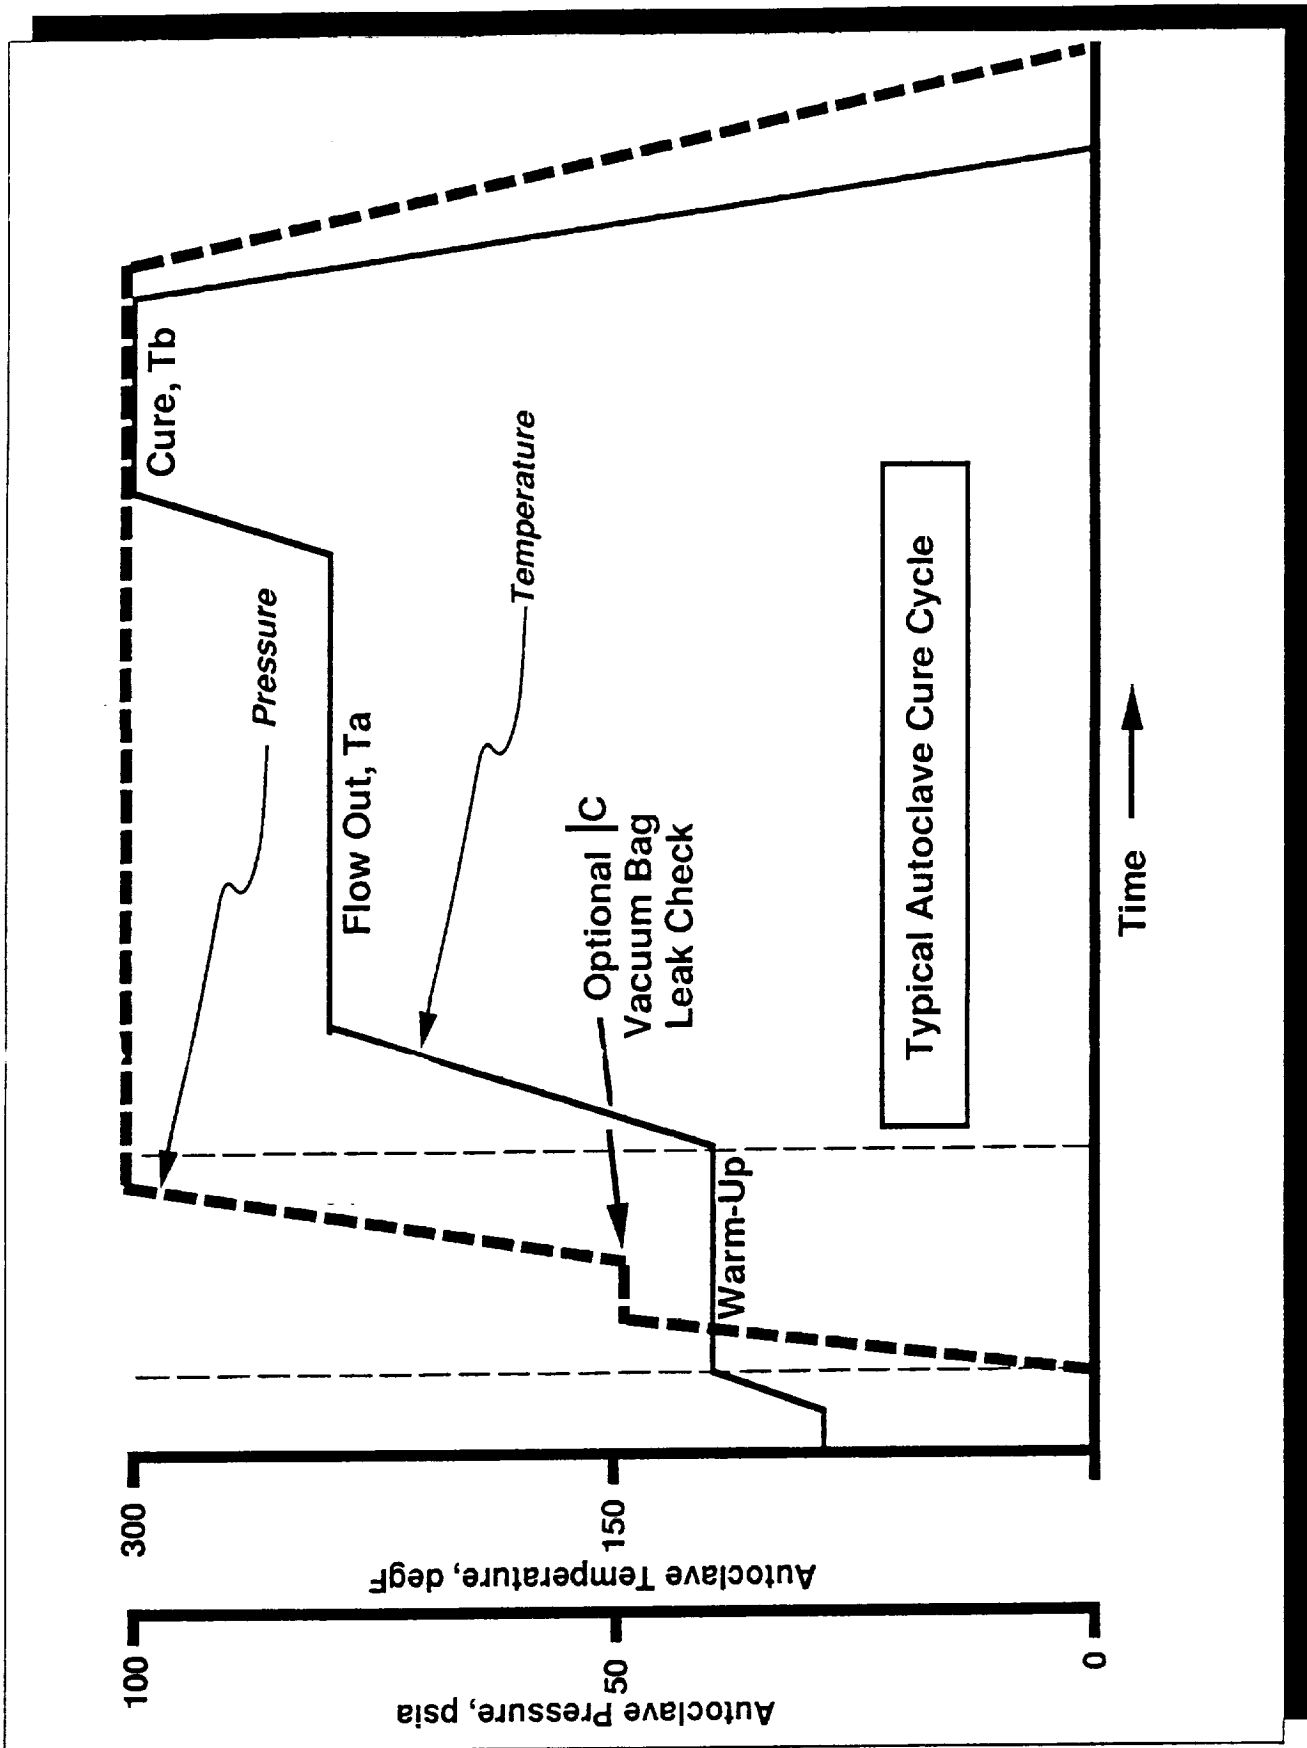 Autoclave Pressure, psia
100
50
0
Autoclave Temperature, degF
300
150
Pressure
Cure, Tb
Temperature
Flow Out, Ta
Optional |C
Vacuum Bag
Leak Check
Warm-Up
Typical Autoclave Cure Cycle
Time